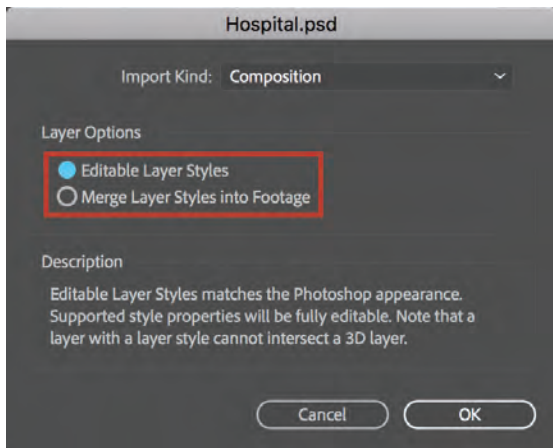 Hospital.psd
Import Kind: Composition
Layer Options
Editable Layer Styles
Merge Layer Styles into Footage
Description
Editable Layer Styles matches the Photoshop appearance.
Supported style properties will be fully editable. Note that a
layer with a layer style cannot intersect a 3D layer.
Cancel OK